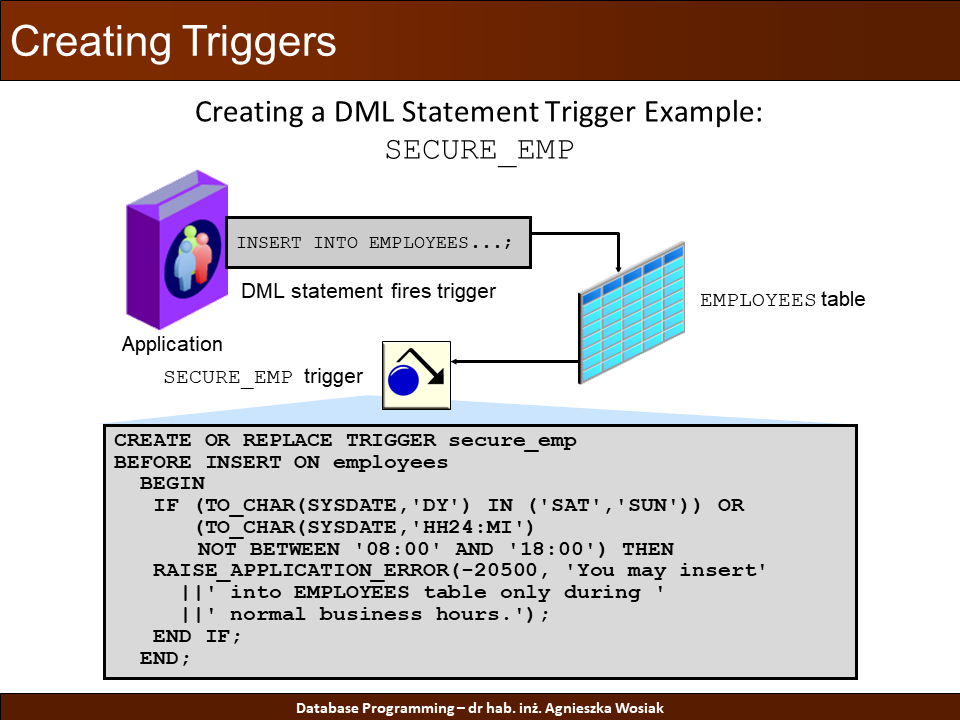 Creating Triggers
Creating a DML Statement Trigger Example:
SECURE_EMP
INSERT INTO EMPLOYEES...;
DML statement fires trigger
EMPLOYEES table
Application
SECURE_EMP trigger
CREATE OR REPLACE TRIGGER secure_emp
BEFORE INSERT ON employees
BEGIN
IF (TO_CHAR(SYSDATE,'DY') IN ('SAT','SUN')) OR
(TO_CHAR(SYSDATE,'HH24:MI')
NOT BETWEEN '08:00' AND '18:00') THEN
RAISE_APPLICATION_ERROR(-20500, 'You may insert'
||' into EMPLOYEES table only during '
||' normal business hours.');
END IF;
END;
Database Programming – dr hab. inż. Agnieszka Wosiak